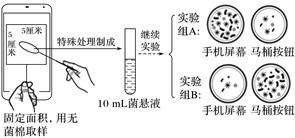 5厘米
5
厘
米
特殊处理制成
继续
实验
10 mL菌悬液
固定面积，用无
菌棉取样
实验
组A:
手机屏幕 马桶按钮
实验
组B:
手机屏幕 马桶按钮